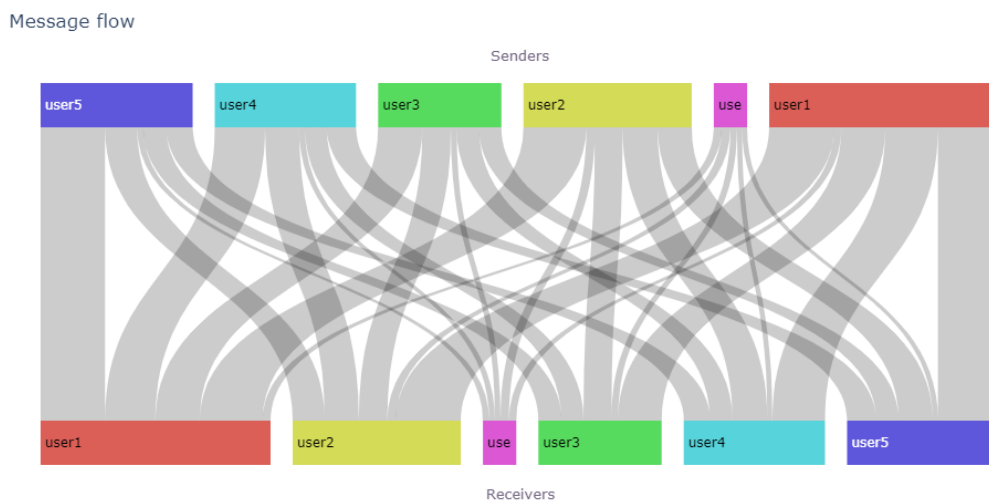 Message flow
Senders
user5 user4 user3 user2 use user1
user1 user2 use user3 user4 user5
Receivers